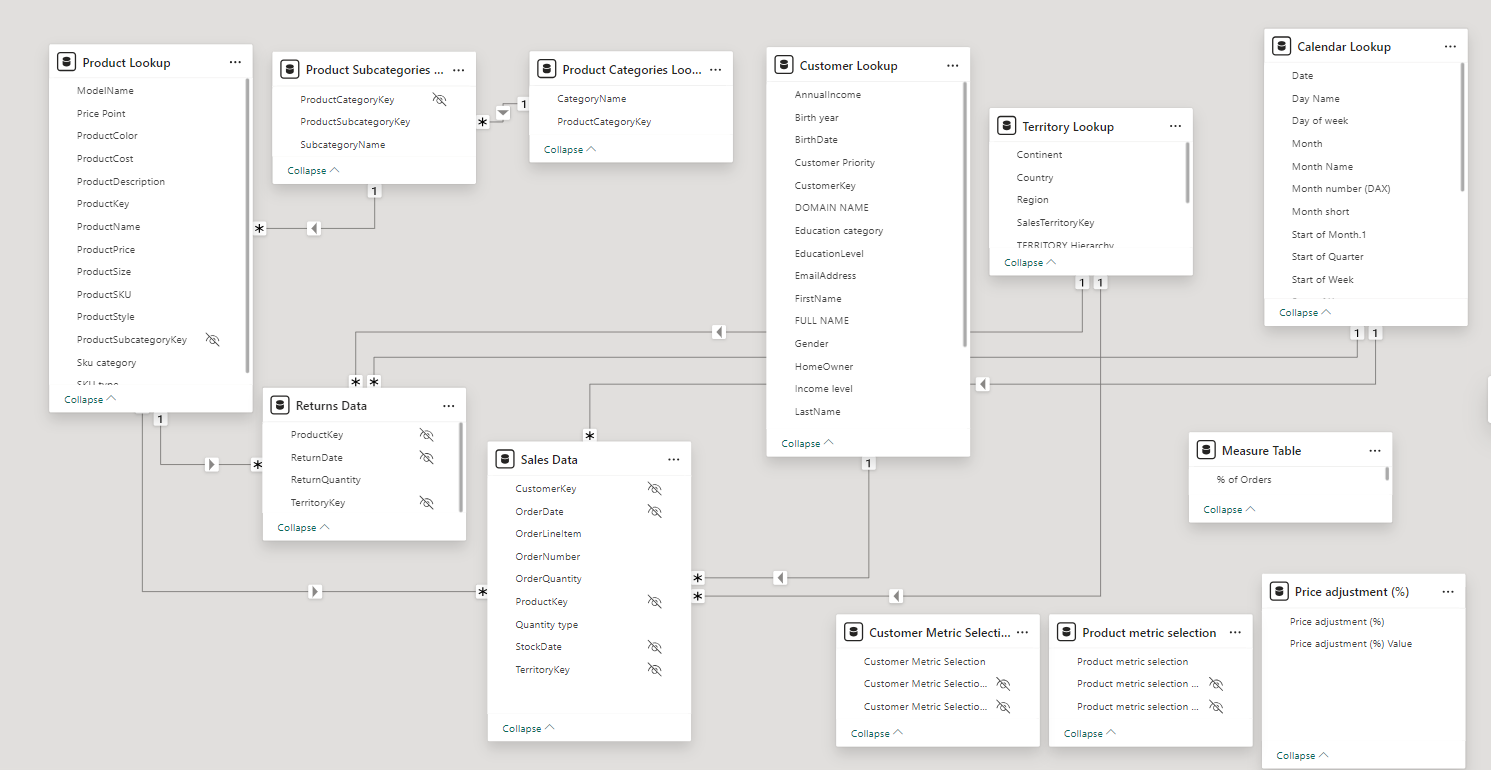 Product Lookup
ModelName
Price Point
ProductColor
ProductCost
ProductDescription
ProductKey
ProductName
ProductPrice
ProductSize
ProductSKU
ProductStyle
ProductSubcategoryKey
Sku category
SKU type
Collapse
Product Subcategories ...
ProductCategoryKey
ProductSubcategoryKey
SubcategoryName
Collapse
Product Categories Loo...
CategoryName
ProductCategoryKey
Collapse
Customer Lookup
AnnualIncome
Birth year
BirthDate
Customer Priority
CustomerKey
DOMAIN NAME
Education category
EducationLevel
EmailAddress
FirstName
FULL NAME
Gender
HomeOwner
Income level
LastName
Collapse
Territory Lookup
Continent
Country
Region
SalesTerritoryKey
TERRITORY Hierarchy
Collapse
Calendar Lookup
Date
Day Name
Day of week
Month
Month Name
Month number (DAX)
Month short
Start of Month.1
Start of Quarter
Start of Week
Collapse
Returns Data
ProductKey
ReturnDate
ReturnQuantity
TerritoryKey
Collapse
Sales Data
CustomerKey
OrderDate
OrderLineItem
OrderNumber
OrderQuantity
ProductKey
Quantity type
StockDate
TerritoryKey
Collapse
Measure Table
% of Orders
Collapse
Customer Metric Selecti...
Customer Metric Selection
Customer Metric Selectio...
Customer Metric Selectio...
Collapse
Product metric selection
Product metric selection
Product metric selection ...
Product metric selection ...
Collapse
Price adjustment (%)
Price adjustment (%)
Price adjustment (%) Value
Collapse
1
*
1
*
1
*
1
1
1
1
*
*
*
*
*
1
*
*